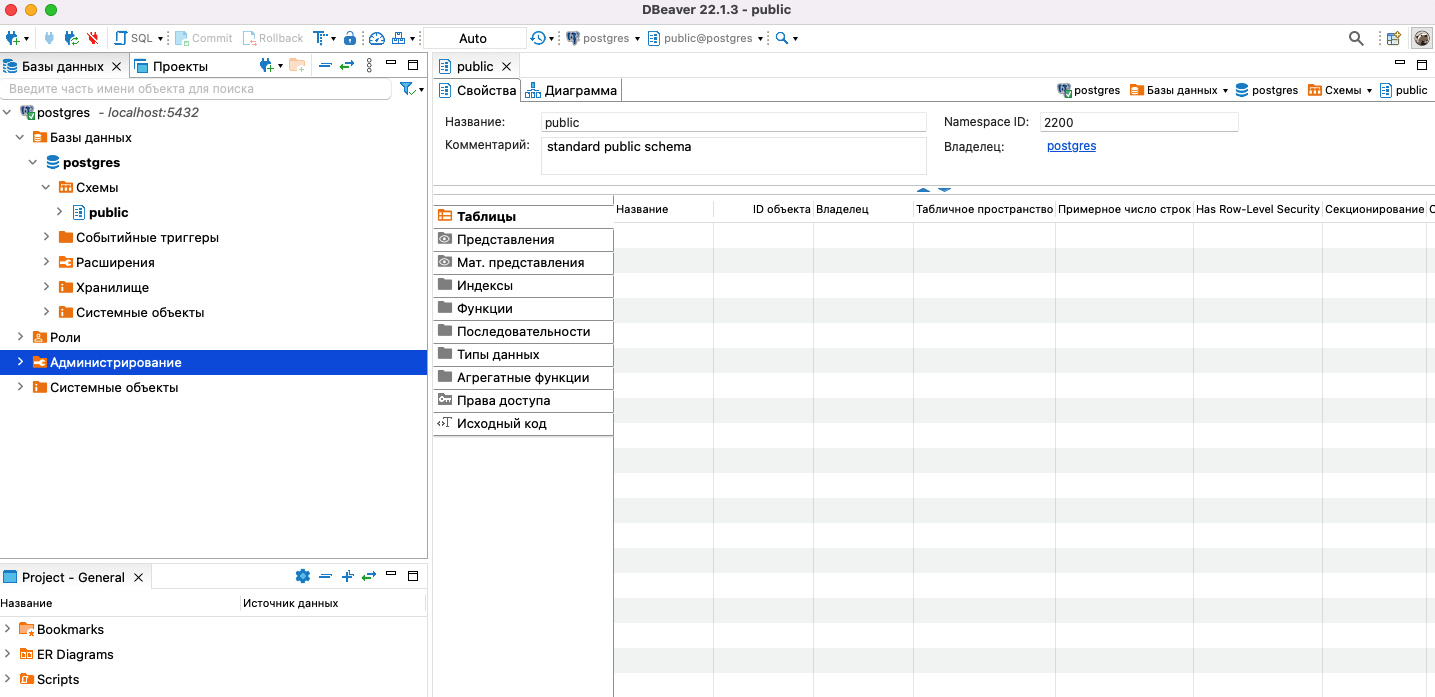 DBeaver 22.1.3 - public
SQL Commit Rollback Auto postgres public@postgres
Базы данных Проекты
Введите часть имени объекта для поиска
postgres - localhost:5432
Базы данных
postgres
Схемы
public
Событийные триггеры
Расширения
Хранилище
Системные объекты
Роли
Администрирование
Системные объекты
Project - General
Название Источник данных
Bookmarks
ER Diagrams
Scripts
public
Свойства Диаграмма postgres Базы данных postgres Схемы public
Название: public Namespace ID: 2200
Комментарий: standard public schema Владелец: postgres
Таблицы
Представления
Мат. представления
Индексы
Функции
Последовательности
Типы данных
Агрегатные функции
Права доступа
Исходный код
Название ID объекта Владелец Табличное пространство Примерное число строк Has Row-Level Security Секционирование